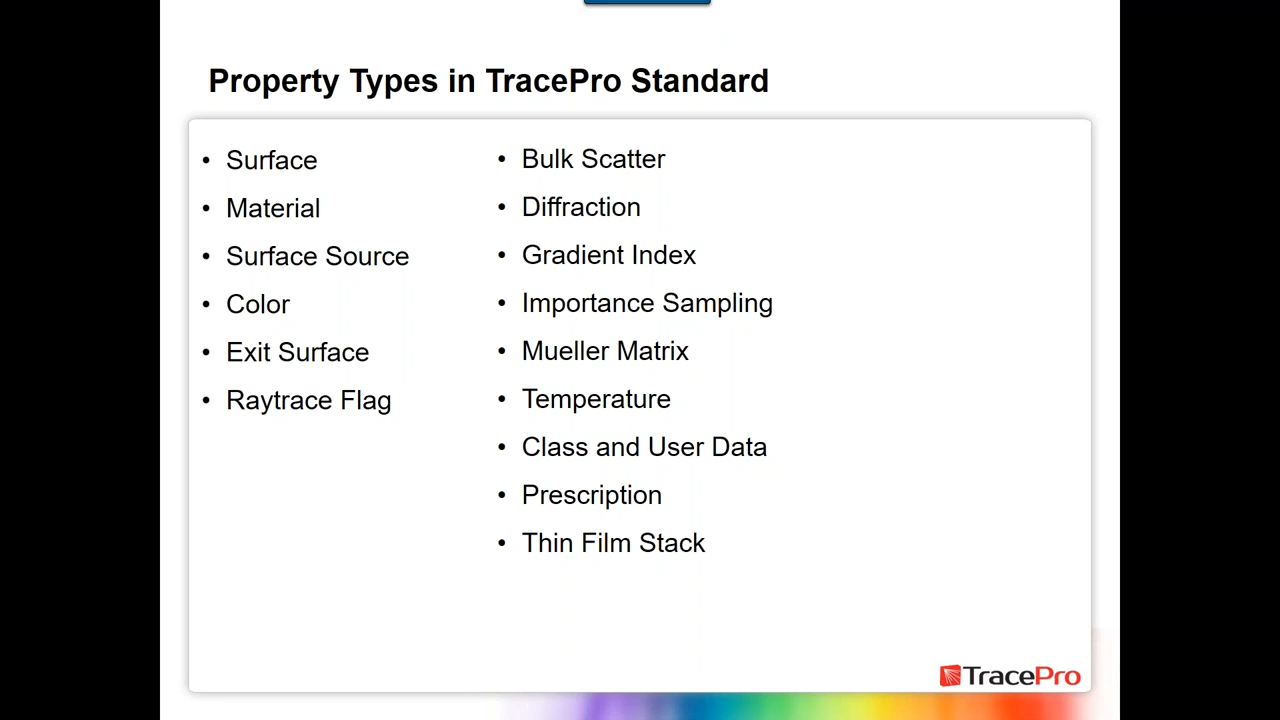 Property Types in TracePro Standard
• Surface
• Material
• Surface Source
• Color
• Exit Surface
• Raytrace Flag
• Bulk Scatter
• Diffraction
• Gradient Index
• Importance Sampling
• Mueller Matrix
• Temperature
• Class and User Data
• Prescription
• Thin Film Stack
TracePro